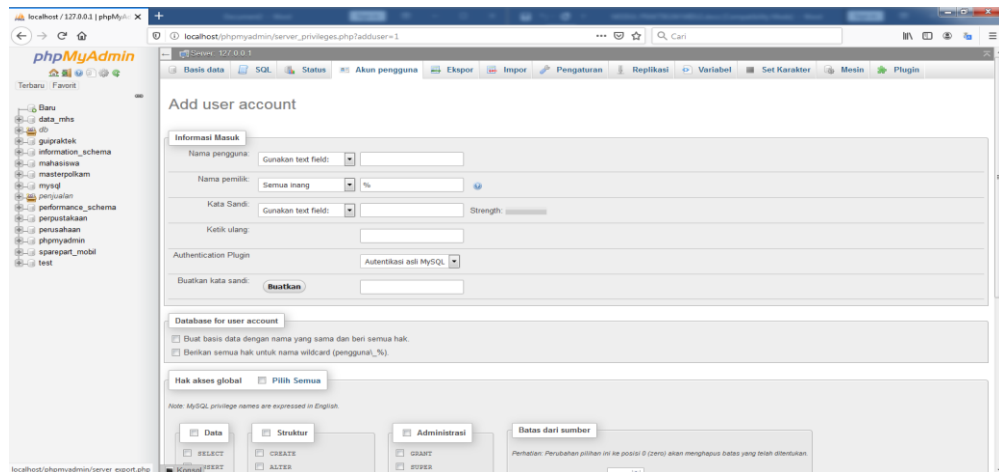 localhost / 127.0.0.1 | phpMyA
localhost/phpmyadmin/server_privileges.php?adduser=1
Cari
phpMyAdmin
Terbaru Favorit
Baru
data_mhs
db
guipraktek
information_schema
mahasiswa
masterpolkam
mysql
penjualan
performance_schema
perpustakaan
perusahaan
phpmyadmin
sparepart_mobil
test
localhost/phpmyadmin/server_export.php
Server: 127.0.0.1
Basis data SQL Status Akun pengguna Ekspor Impor Pengaturan Replikasi Variabel Set Karakter Mesin Plugin
Add user account
Informasi Masuk
Nama pengguna: Gunakan text field:
Nama pemilik: Semua inang %
Kata Sandi: Gunakan text field: Strength:
Ketik ulang:
Authentication Plugin Autentikasi asli MySQL
Buatkan kata sandi: Buatkan
Database for user account
Buat basis data dengan nama yang sama dan beri semua hak.
Berikan semua hak untuk nama wildcard (pengguna\_%).
Hak akses global Pilih Semua
Note: MySQL privilege names are expressed in English.
Data Struktur Administrasi Batas dari sumber
SELECT CREATE GRANT Perhatian: Perubahan pilihan ini ke posisi 0 (zero) akan menghapus batas yang telah ditentukan.
INSERT ALTER SUPER
Konsol